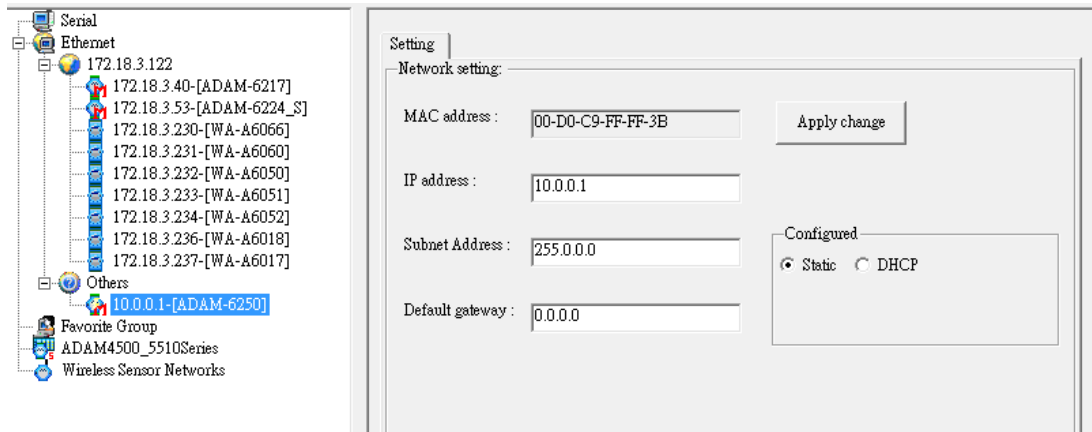 Serial
Ethernet
172.18.3.122
172.18.3.40-[ADAM-6217]
172.18.3.53-[ADAM-6224_S]
172.18.3.230-[WA-A6066]
172.18.3.231-[WA-A6060]
172.18.3.232-[WA-A6050]
172.18.3.233-[WA-A6051]
172.18.3.234-[WA-A6052]
172.18.3.236-[WA-A6018]
172.18.3.237-[WA-A6017]
Others
10.0.0.1-[ADAM-6250]
Favorite Group
ADAM4500_5510Series
Wireless Sensor Networks
Setting
Network setting:
MAC address : 00-D0-C9-FF-FF-3B
Apply change
IP address : 10.0.0.1
Subnet Address : 255.0.0.0
Default gateway : 0.0.0.0
Configured
Static DHCP